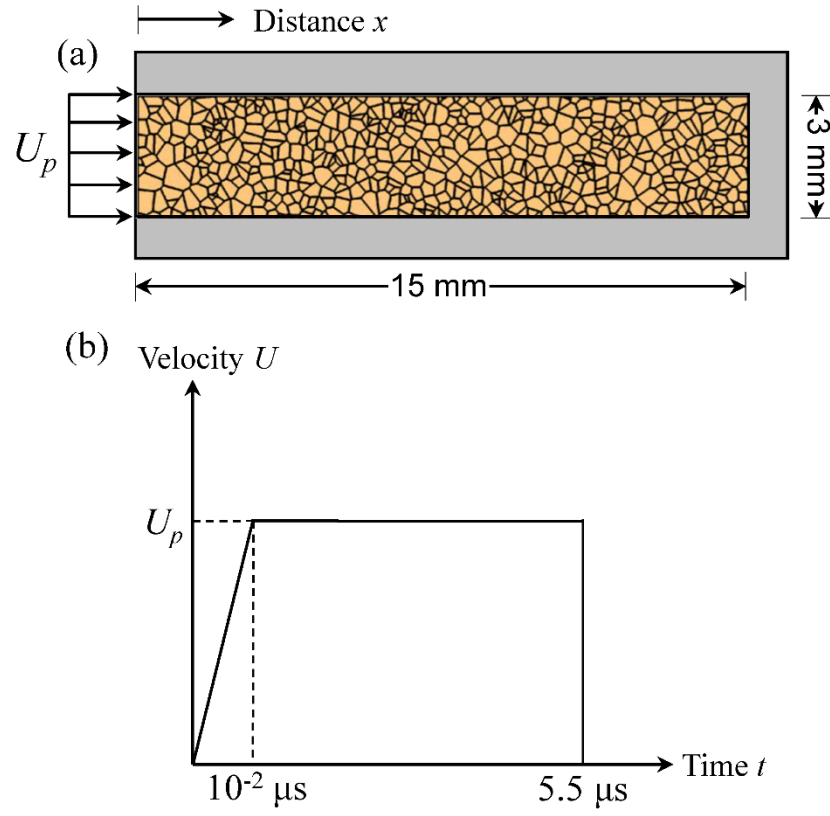 Distance x
(a)
U_p
3 mm
15 mm
(b)
Velocity U
U_p
10⁻² μs
5.5 μs
Time t